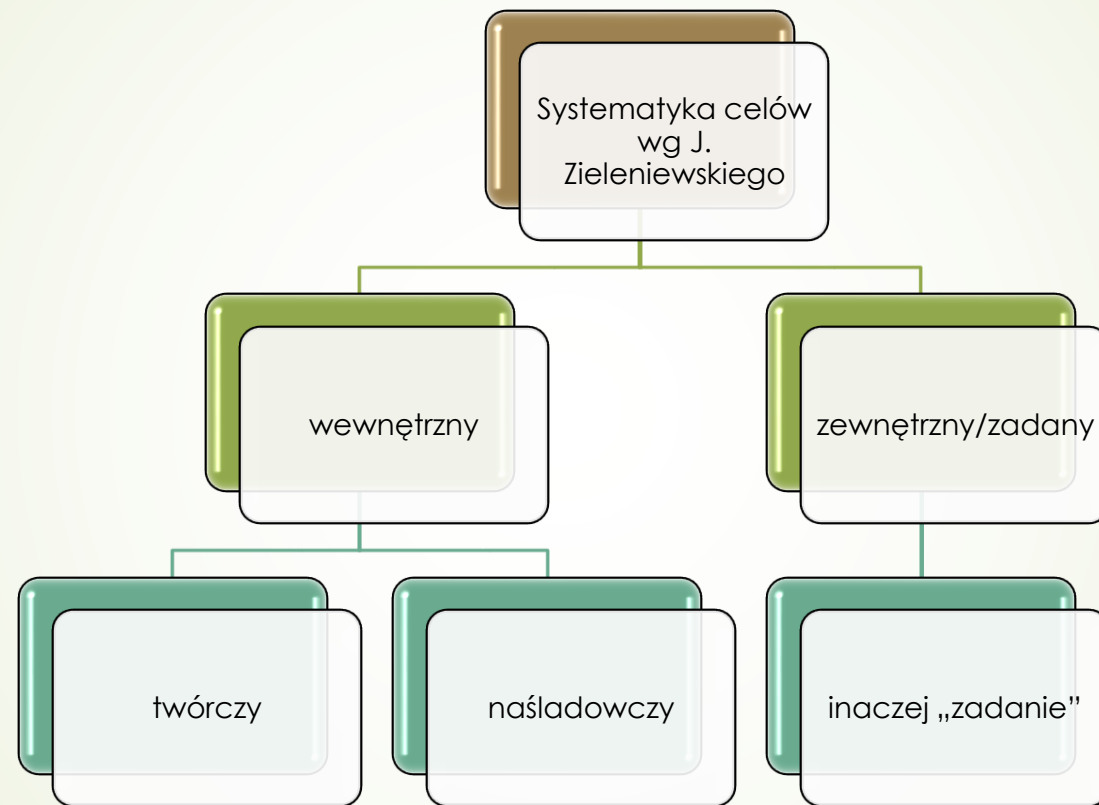 Systematyka celów
wg J.
Zieleniewskiego
wewnętrzny
zewnętrzny/zadany
twórczy
naśladowczy
inaczej „zadanie”